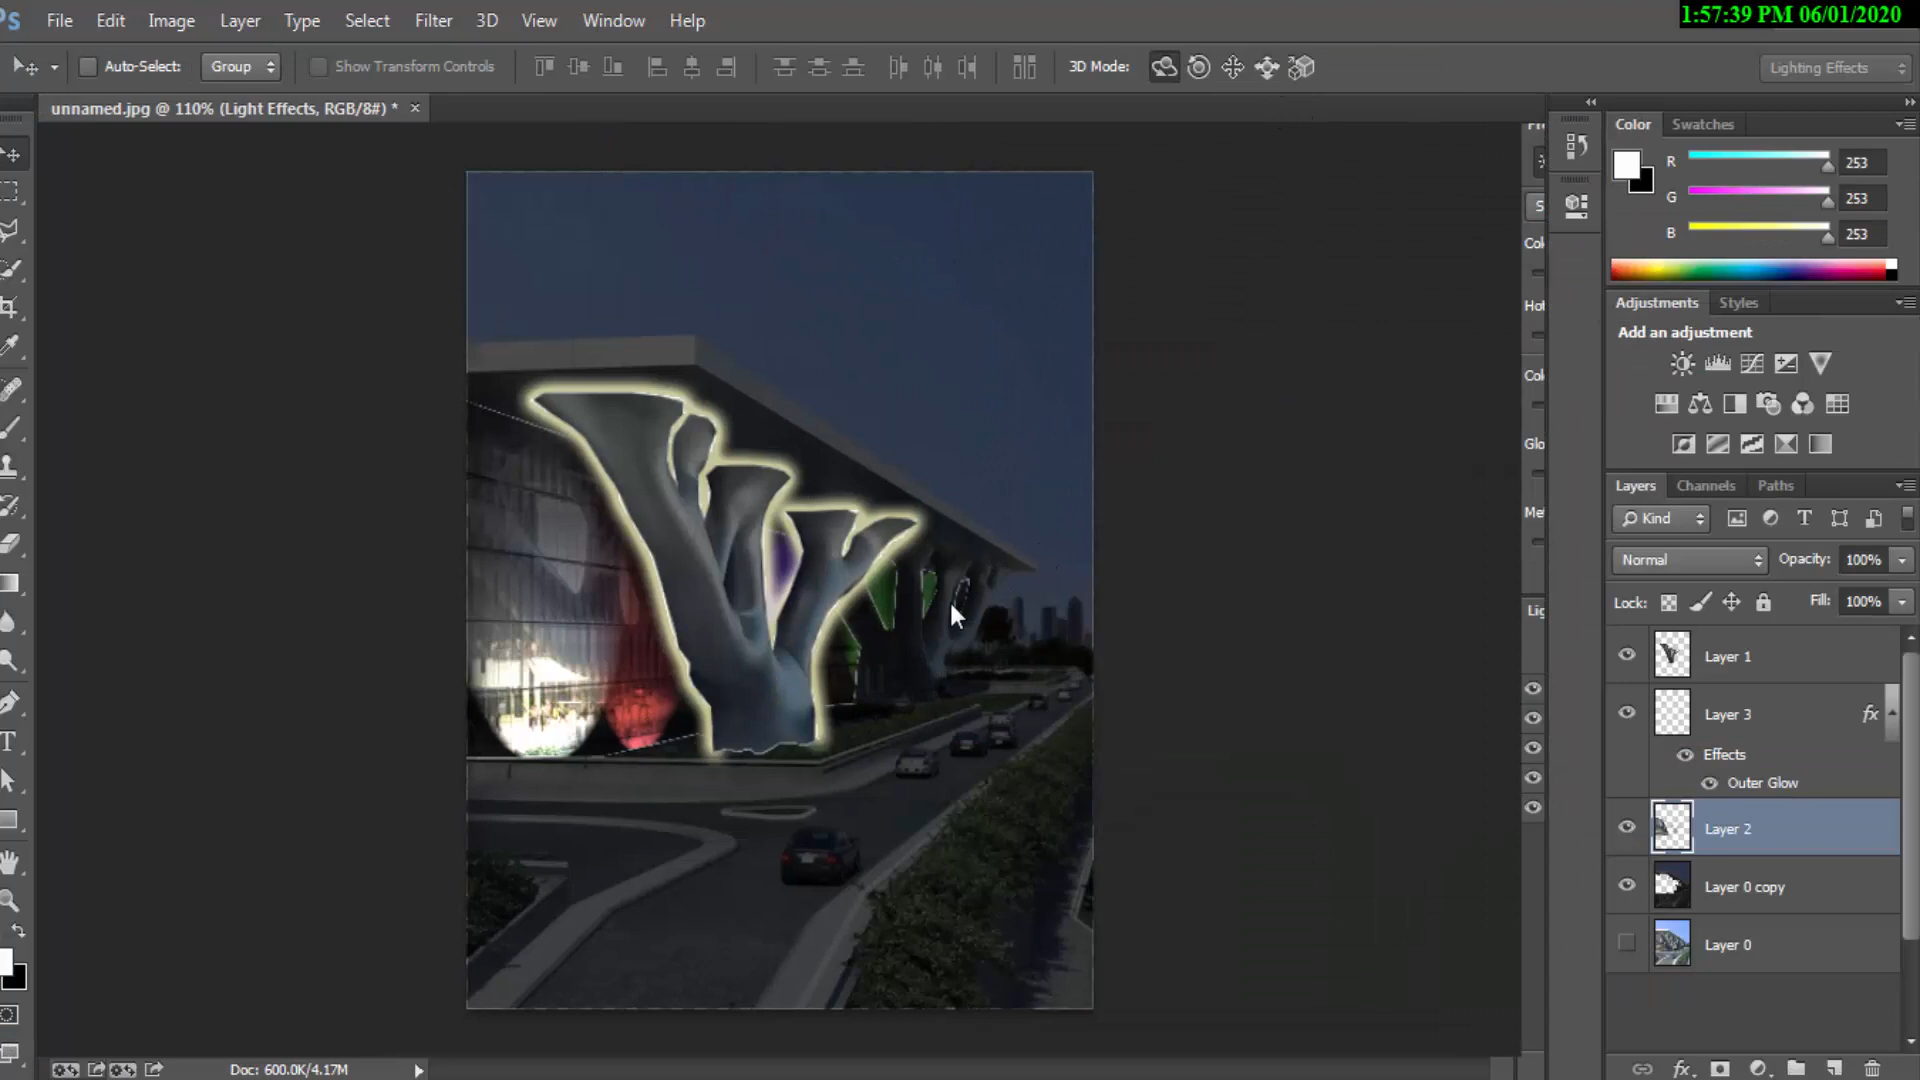 Ps File Edit Image Layer Type Select Filter 3D View Window Help
1:57:39 PM 06/01/2020
Auto-Select: Group Show Transform Controls 3D Mode: Lighting Effects
unnamed.jpg @ 110% (Light Effects, RGB/8#) * ×
Color Swatches
R 253
G 253
B 253
Adjustments Styles
Add an adjustment
Layers Channels Paths
Kind
Normal Opacity: 100%
Lock: Fill: 100%
Layer 1
Layer 3 fx
Effects
Outer Glow
Layer 2
Layer 0 copy
Layer 0
Doc: 600.0K/4.17M
fx